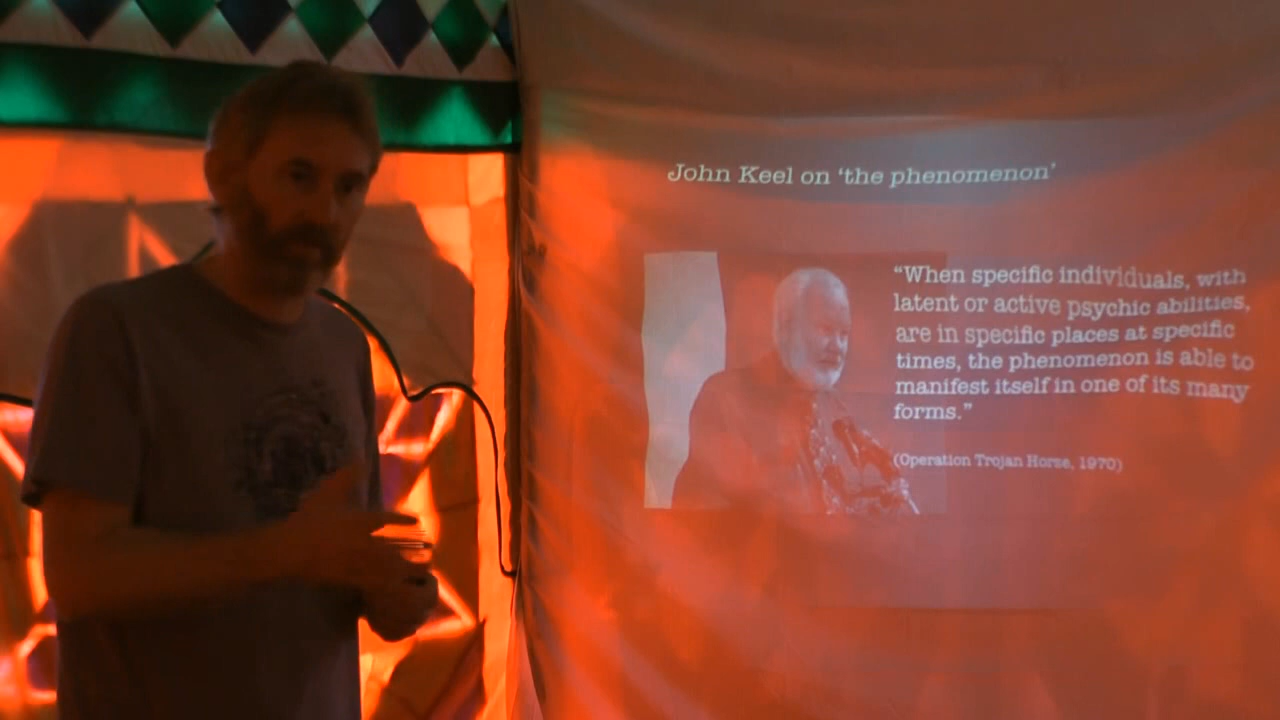 John Keel on ‘the phenomenon’
“When specific individuals, with
latent or active psychic abilities,
are in specific places at specific
times, the phenomenon is able to
manifest itself in one of its many
forms.”
(Operation Trojan Horse, 1970)